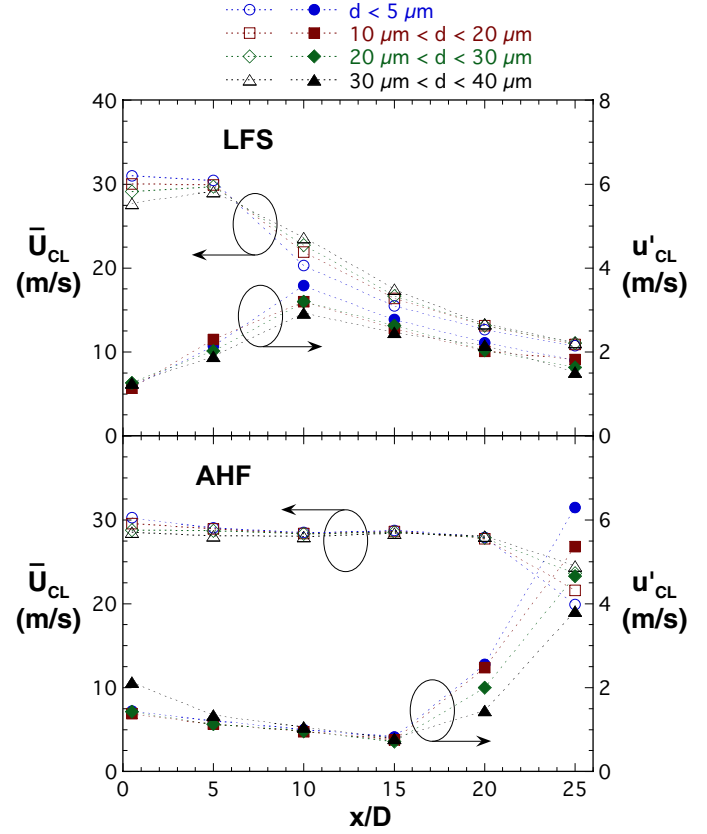 d < 5 µm
10 µm < d < 20 µm
20 µm < d < 30 µm
30 µm < d < 40 µm
40 8
LFS
30 6
Ū_CL (m/s) u'_CL (m/s)
20 4
10 2
0 0
AHF
30 6
Ū_CL (m/s) u'_CL (m/s)
20 4
10 2
0 0
0 5 10 15 20 25
x/D